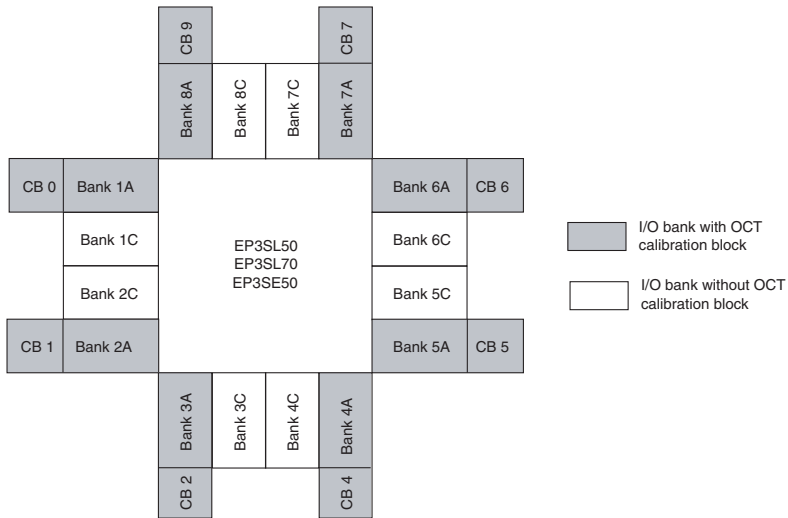 CB 9
CB 7
Bank 8A
Bank 8C
Bank 7C
Bank 7A
CB 0
Bank 1A
Bank 6A
CB 6
Bank 1C
Bank 6C
EP3SL50
EP3SL70
EP3SE50
I/O bank with OCT
calibration block
Bank 2C
Bank 5C
I/O bank without OCT
calibration block
CB 1
Bank 2A
Bank 5A
CB 5
Bank 3A
Bank 3C
Bank 4C
Bank 4A
CB 2
CB 4